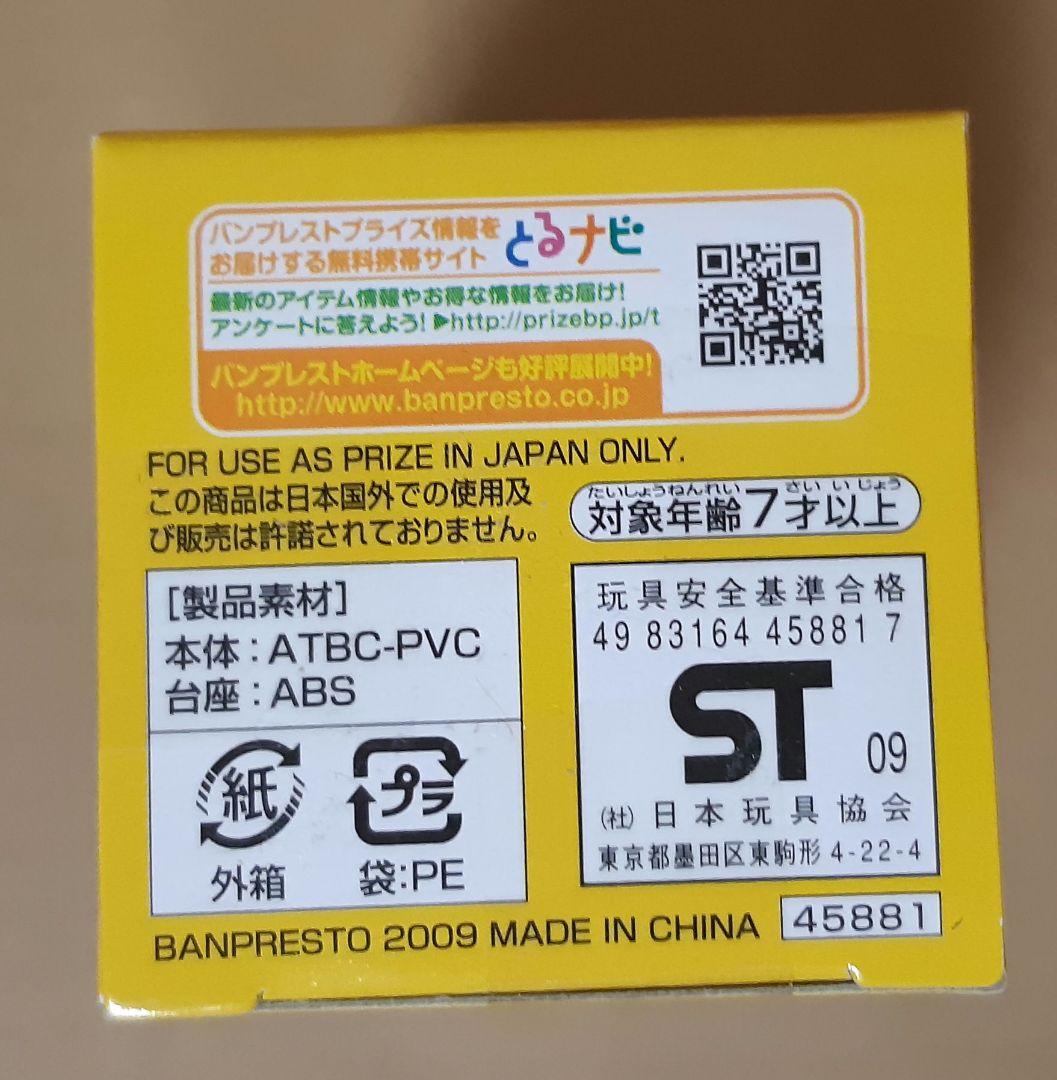 バンプレストプライズ情報を
お届けする無料携帯サイト
とるナビ
最新のアイテム情報やお得な情報をお届け!
アンケートに答えよう!▶http://prizebp.jp/t
バンプレストホームページも好評展開中!
http://www.banpresto.co.jp
FOR USE AS PRIZE IN JAPAN ONLY.
この商品は日本国外での使用及
び販売は許諾されておりません。
たいしょうねんれい さいいじょう
対象年齢7才以上
[製品素材]
本体:ATBC-PVC
台座:ABS
紙
プラ
外箱
袋:PE
玩具安全基準合格
49 83164 45881 7
ST
09
(社)日本玩具協会
東京都墨田区東駒形 4-22-4
BANPRESTO 2009 MADE IN CHINA
45881